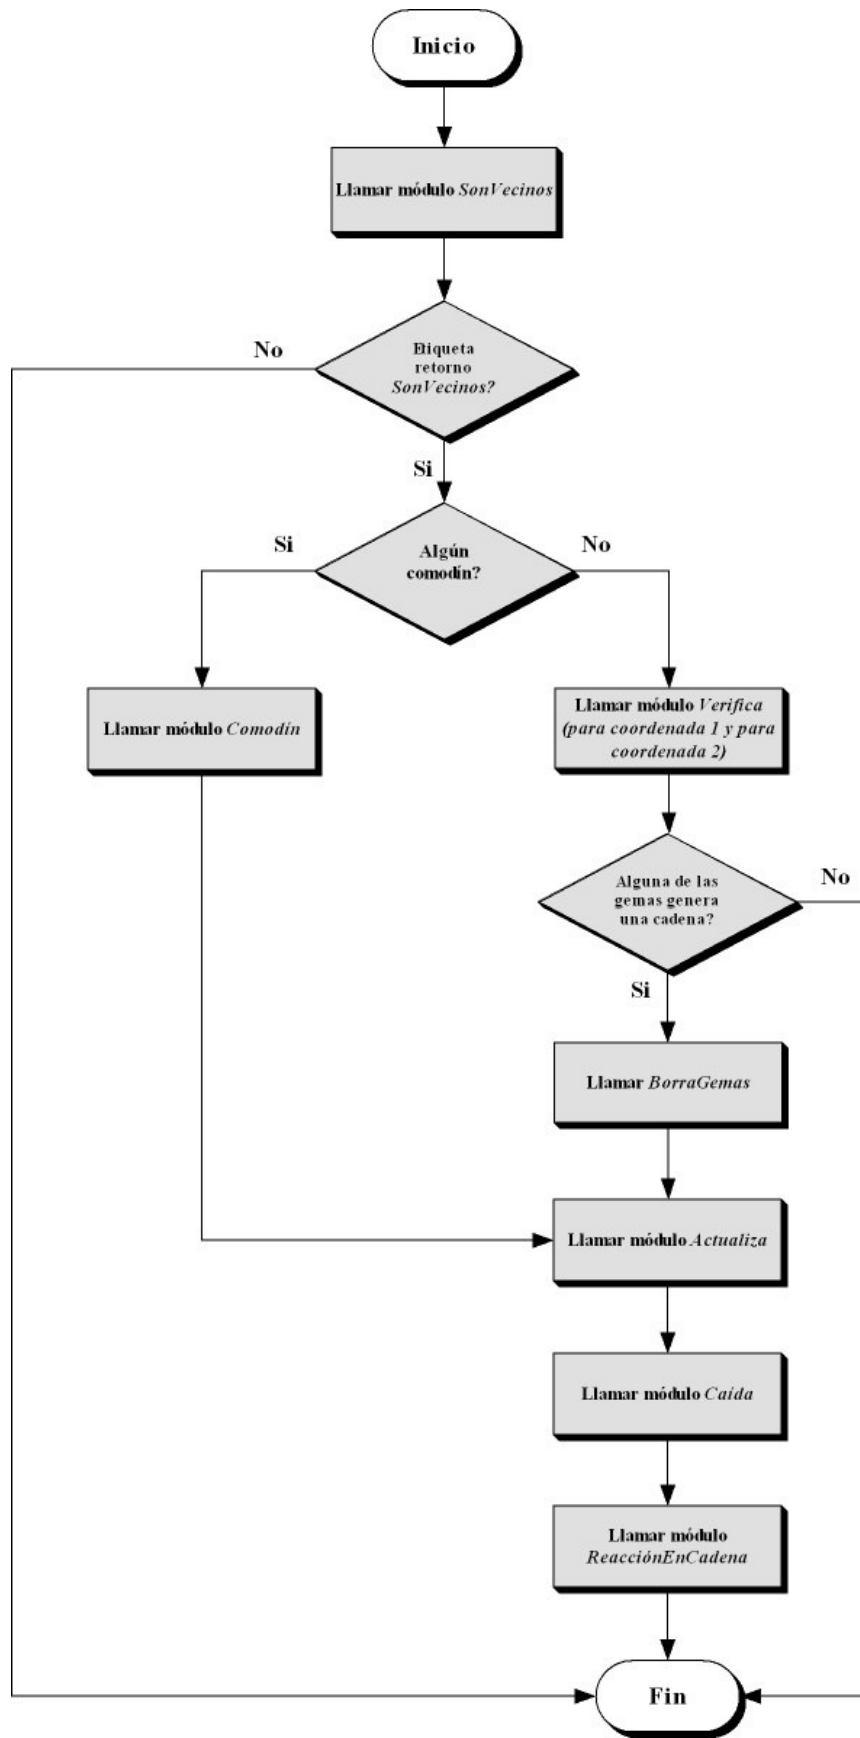 Inicio
Llamar módulo SonVecinos
No
Etiqueta
retorno
SonVecinos?
Si
Si
Algún
comodín?
No
Llamar módulo Comodín
Llamar módulo Verifica
(para coordenada 1 y para
coordenada 2)
Alguna de las
gemas genera
una cadena?
No
Si
Llamar BorraGemas
Llamar módulo Actualiza
Llamar módulo Caída
Llamar módulo
ReacciónEnCadena
Fin